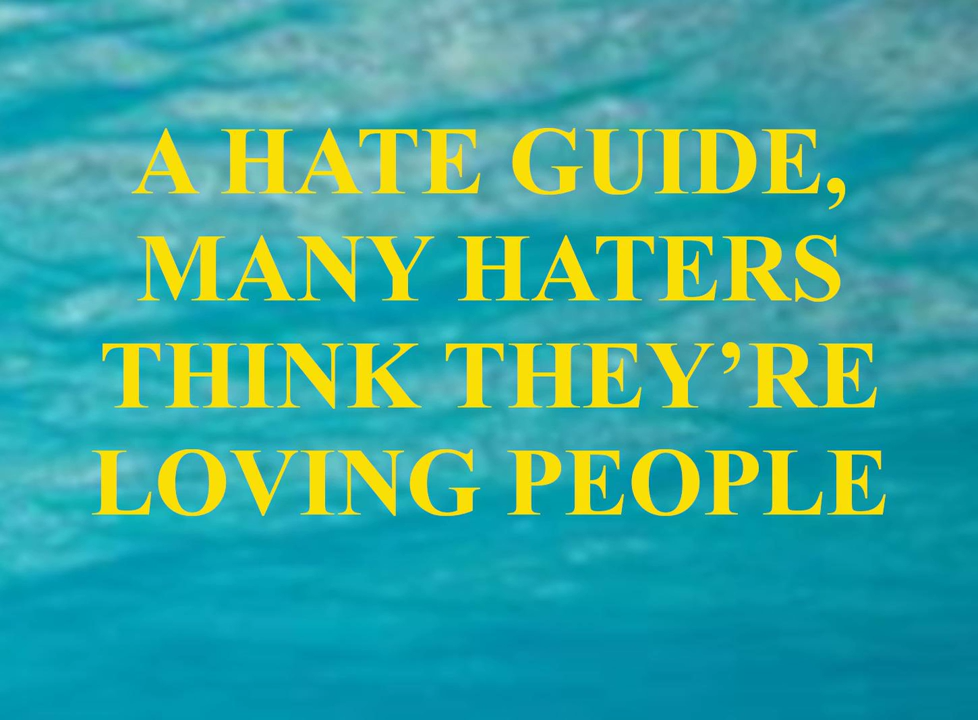 A HATE GUIDE,
MANY HATERS
THINK THEY’RE
LOVING PEOPLE